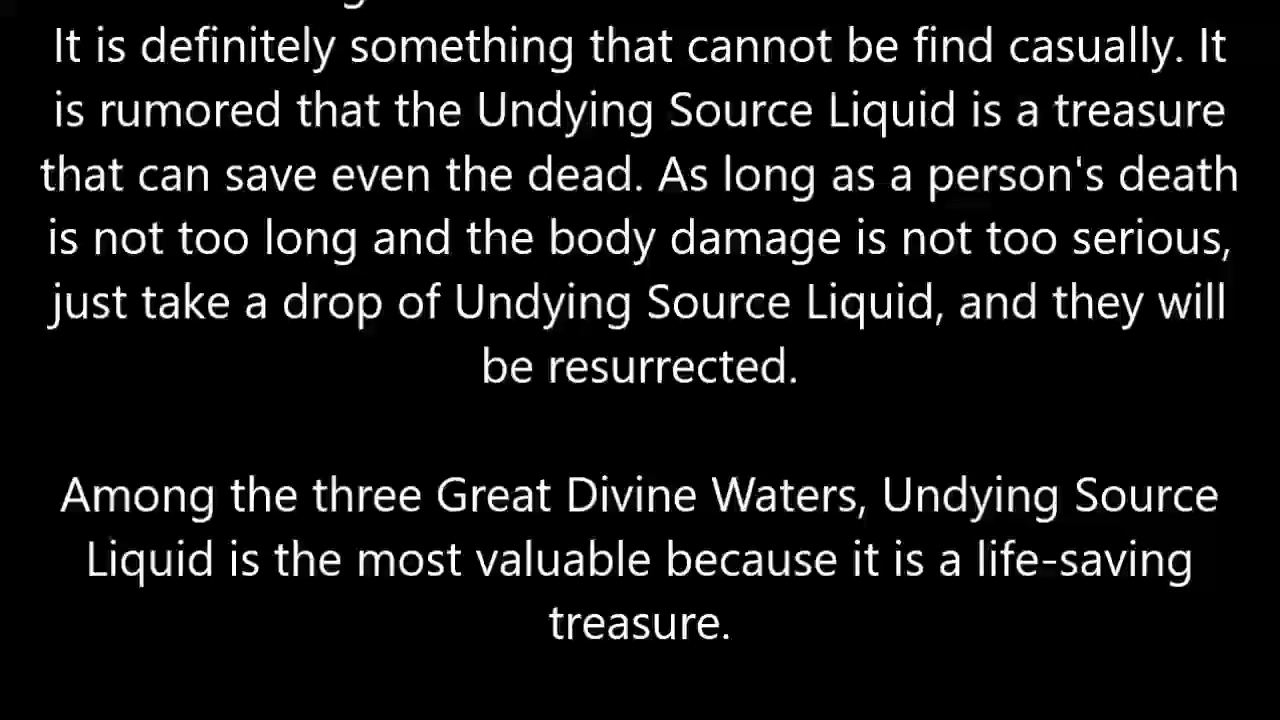 It is definitely something that cannot be find casually. It
is rumored that the Undying Source Liquid is a treasure
that can save even the dead. As long as a person's death
is not too long and the body damage is not too serious,
just take a drop of Undying Source Liquid, and they will
be resurrected.
Among the three Great Divine Waters, Undying Source
Liquid is the most valuable because it is a life-saving
treasure.